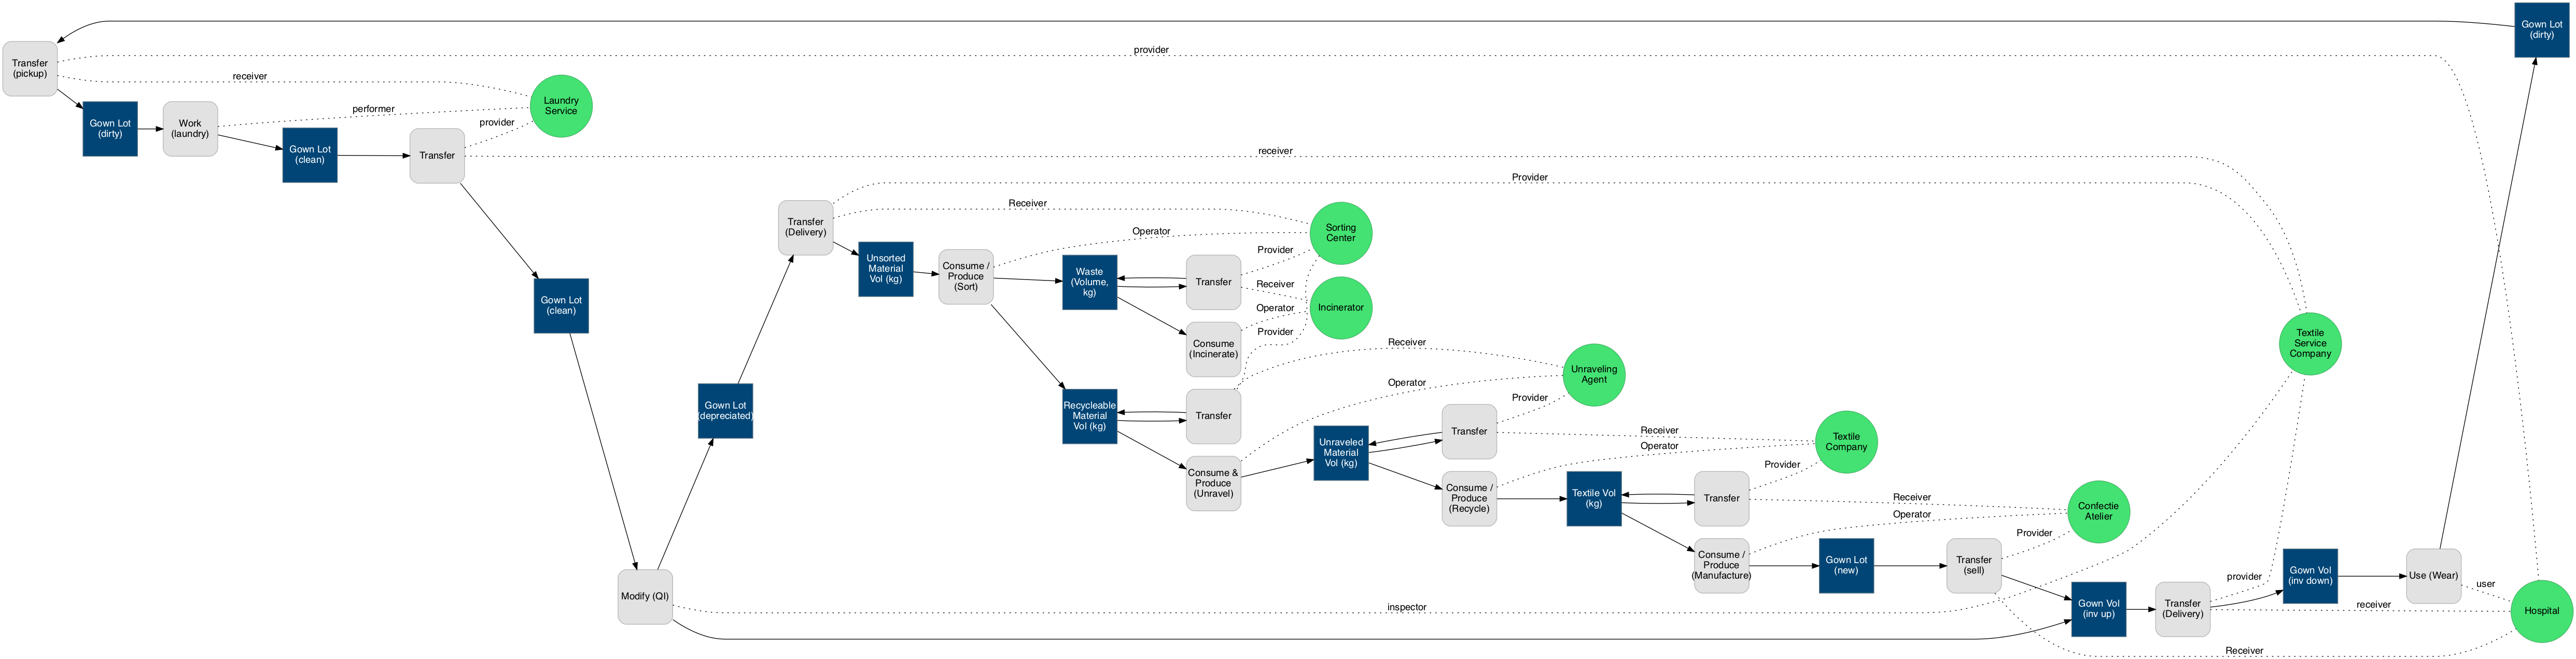 Gown Lot
(dirty)
Transfer
(pickup)
provider
receiver
Laundry
Service
performer
Gown Lot
(dirty)
Work
(laundry)
provider
Gown Lot
(clean)
Transfer
receiver
Provider
Transfer
(Delivery)
Receiver
Sorting
Center
Operator
Unsorted
Material
Vol (kg)
Consume /
Produce
(Sort)
Waste
(Volume,
kg)
Provider
Transfer
Receiver
Incinerator
Operator
Gown Lot
(clean)
Provider
Consume
(Incinerate)
Textile
Service
Company
Receiver
Unraveling
Agent
Operator
Gown Lot
(depreciated)
Recycleable
Material
Vol (kg)
Transfer
Provider
Transfer
Receiver
Textile
Company
Operator
Unraveled
Material
Vol (kg)
Consume &
Produce
(Unravel)
Provider
Consume /
Produce
(Recycle)
Textile Vol
(kg)
Transfer
Receiver
Confectie
Atelier
Operator
Provider
Consume /
Produce
(Manufacture)
Gown Lot
(new)
Transfer
(sell)
Gown Vol
(inv down)
Use (Wear)
user
provider
Modify (QI)
inspector
Gown Vol
(inv up)
Transfer
(Delivery)
receiver
Hospital
Receiver